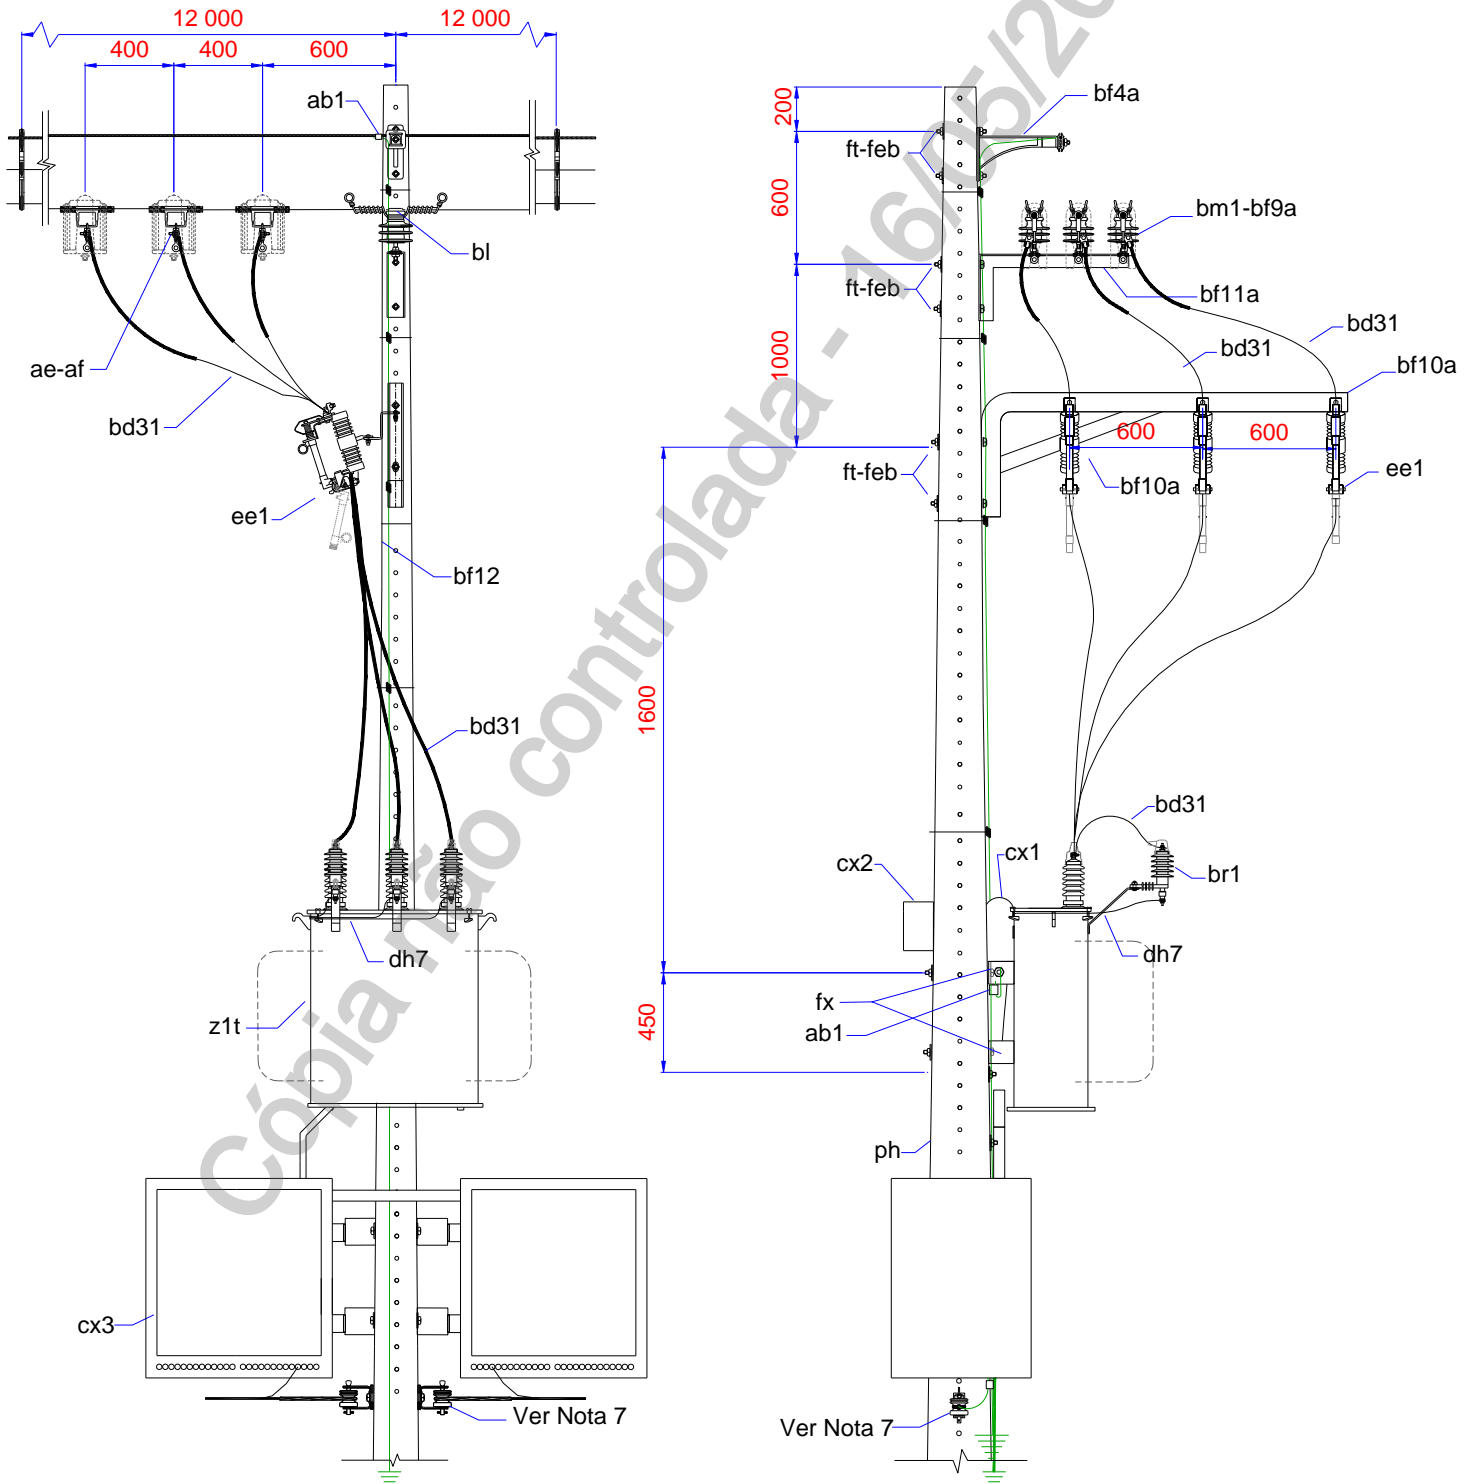 12 000
12 000
400
400
600
ab1
bl
ae-af
bd31
ee1
bf12
bd31
dh7
z1t
cx3
Ver Nota 7
200
600
1000
1600
450
bf4a
ft-feb
bm1-bf9a
ft-feb
bf11a
bd31
bd31
bf10a
600
600
ft-feb
bf10a
ee1
bd31
cx2
cx1
br1
dh7
fx
ab1
ph
Ver Nota 7
Cópia não controlada - 16/05/20